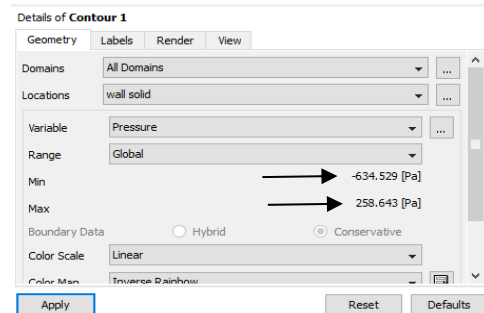 Details of Contour 1
Geometry Labels Render View
Domains All Domains ...
Locations wall solid ...
Variable Pressure ...
Range Global
Min -634.529 [Pa]
Max 258.643 [Pa]
Boundary Data Hybrid Conservative
Color Scale Linear
Color Map Inverse Rainbow
Apply Reset Defaults